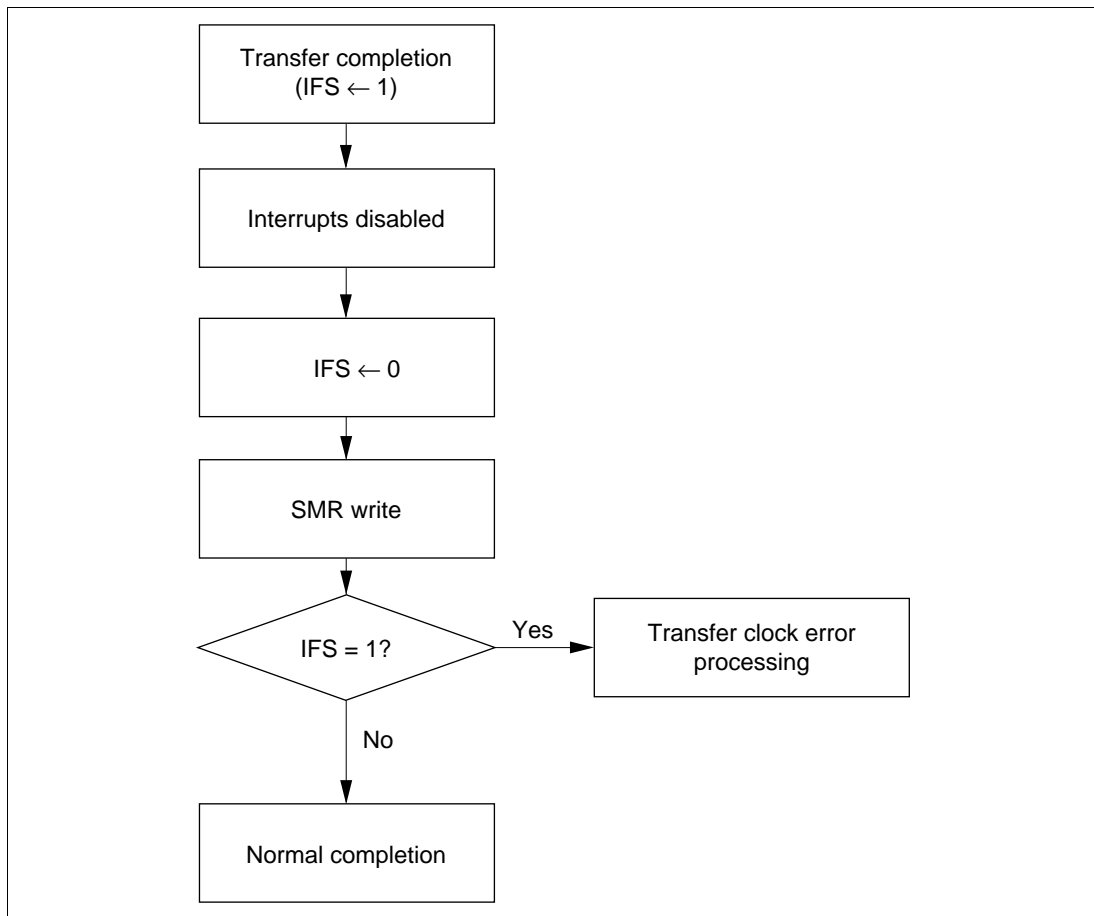 Transfer completion
(IFS ← 1)
Interrupts disabled
IFS ← 0
SMR write
IFS = 1?
Yes
Transfer clock error
processing
No
Normal completion